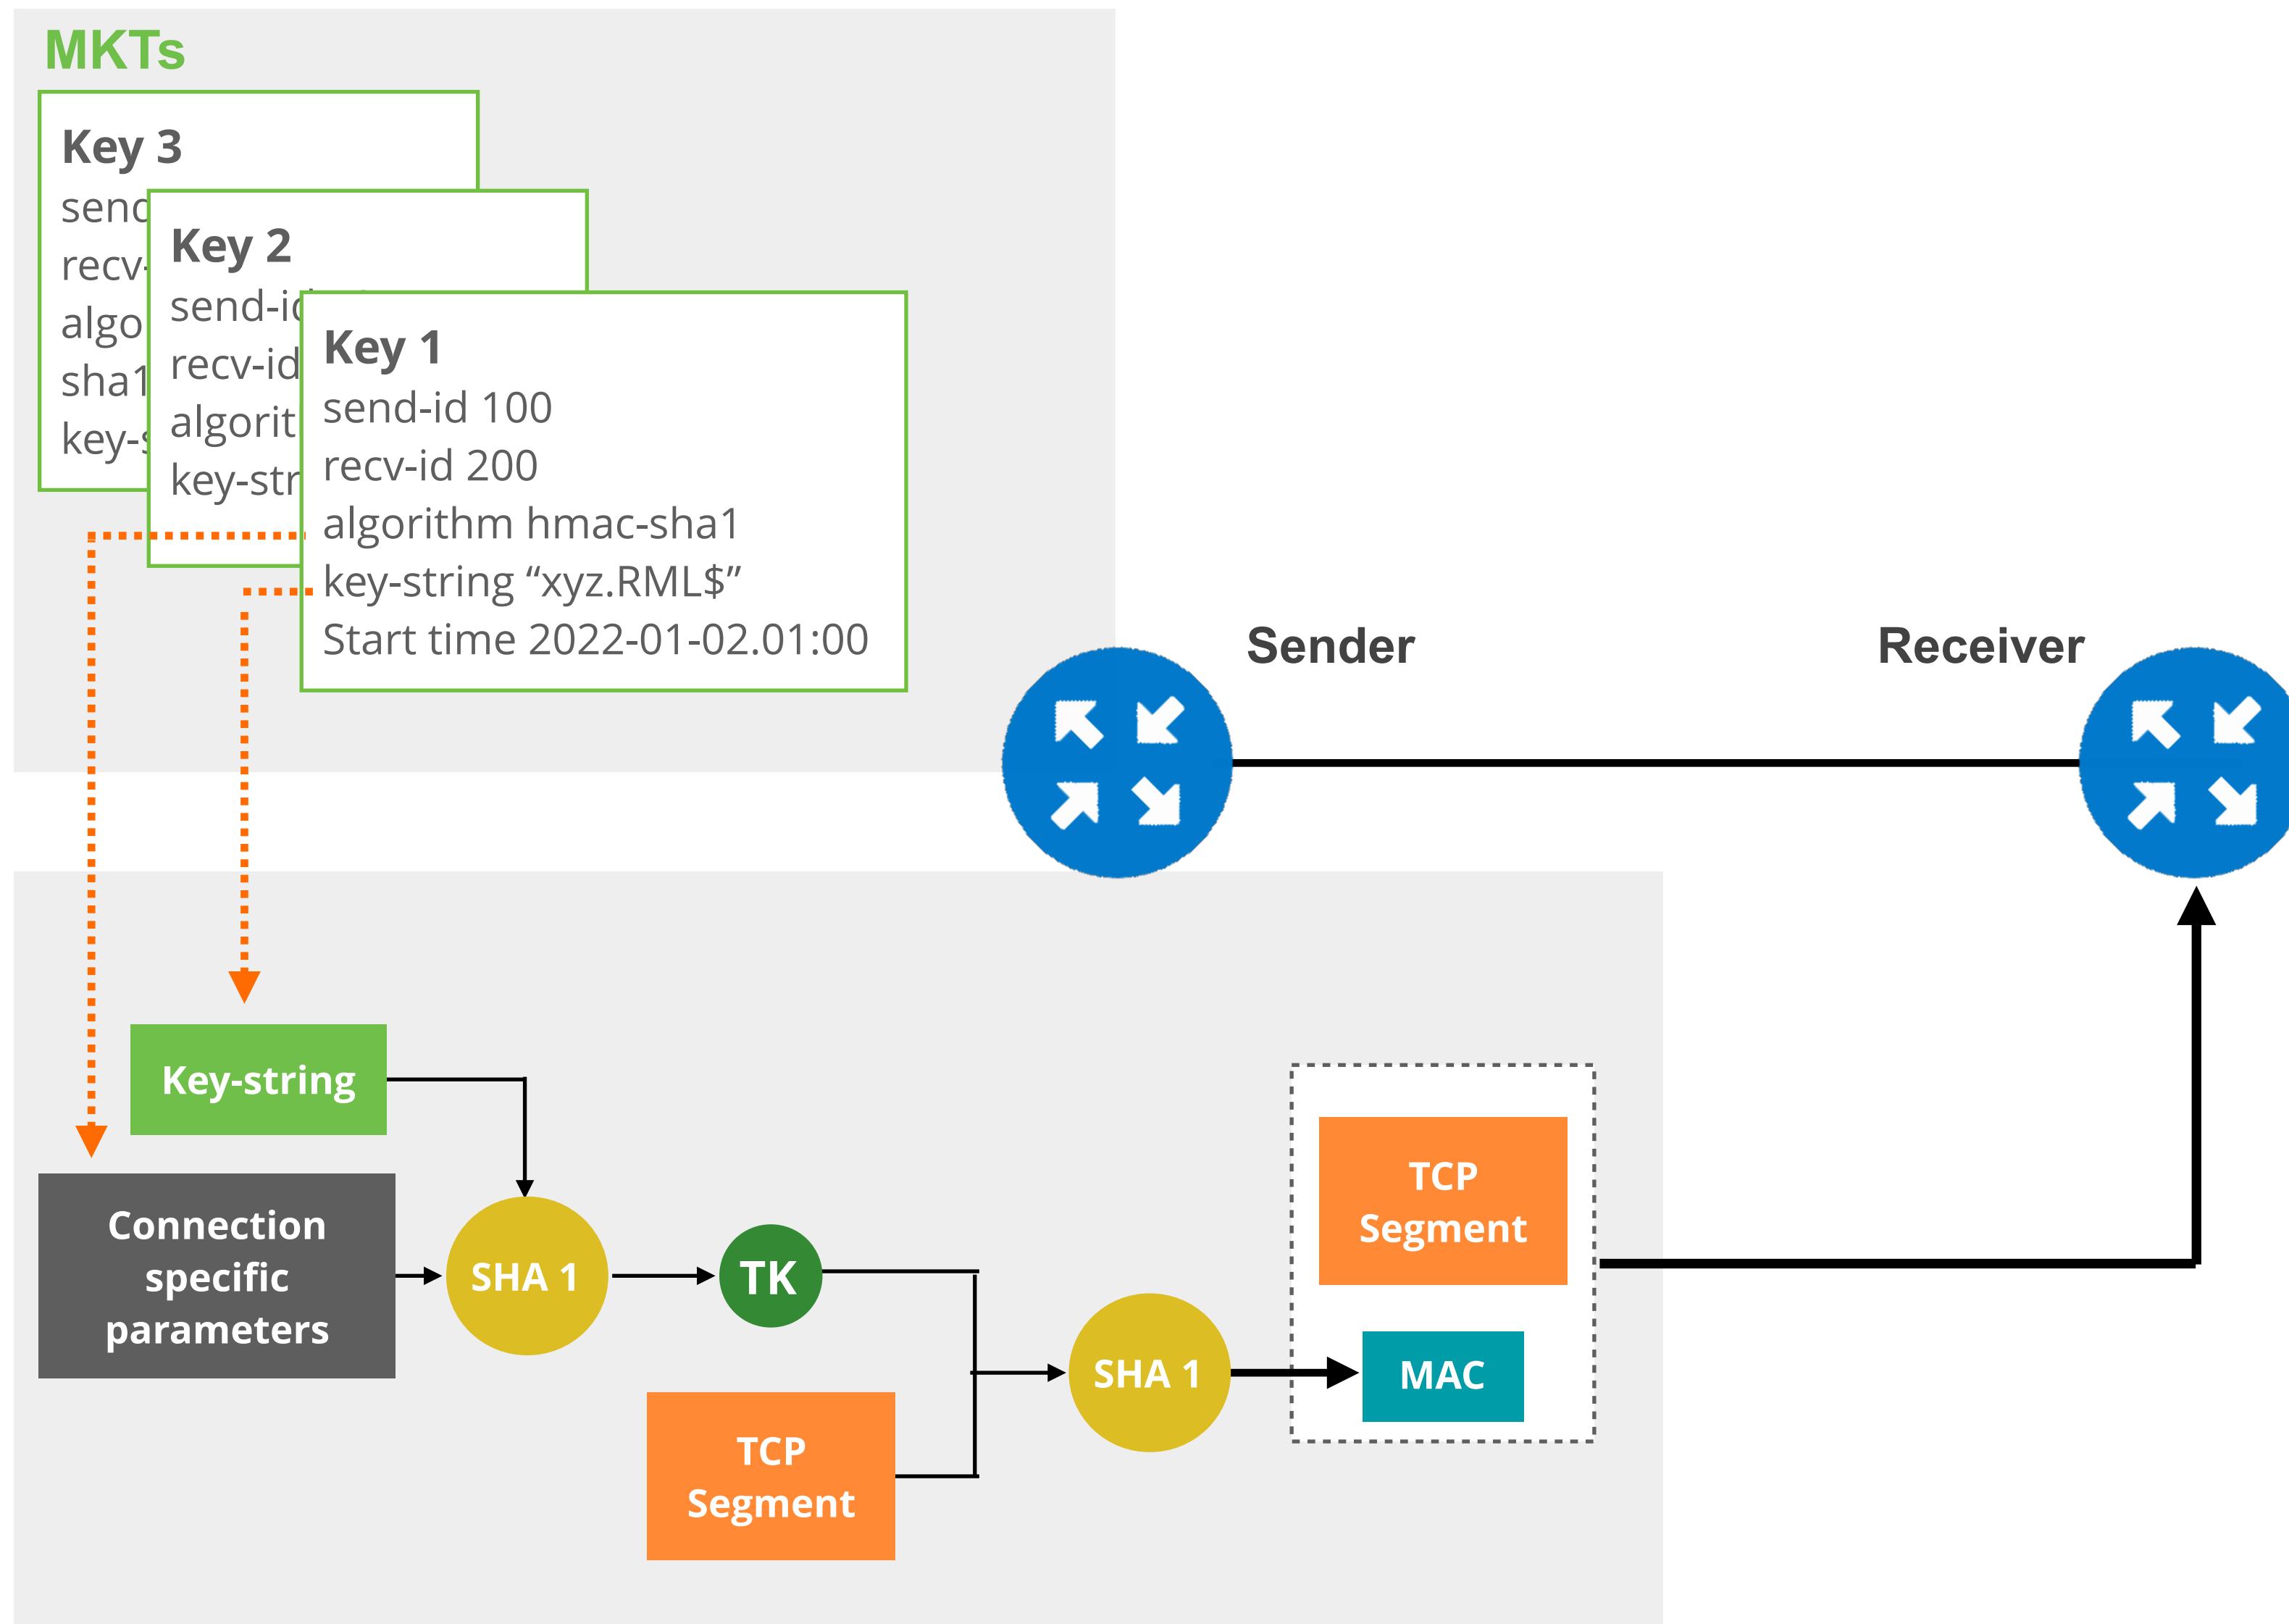 MKTs
Key 3
send
recv-
algo
sha1
key-s
Key 2
send-id
recv-id
algorit
key-str
Key 1
send-id 100
recv-id 200
algorithm hmac-sha1
key-string “xyz.RML$”
Start time 2022-01-02.01:00
Sender
Receiver
Key-string
Connection
specific
parameters
SHA 1
TK
TCP
Segment
SHA 1
TCP
Segment
MAC